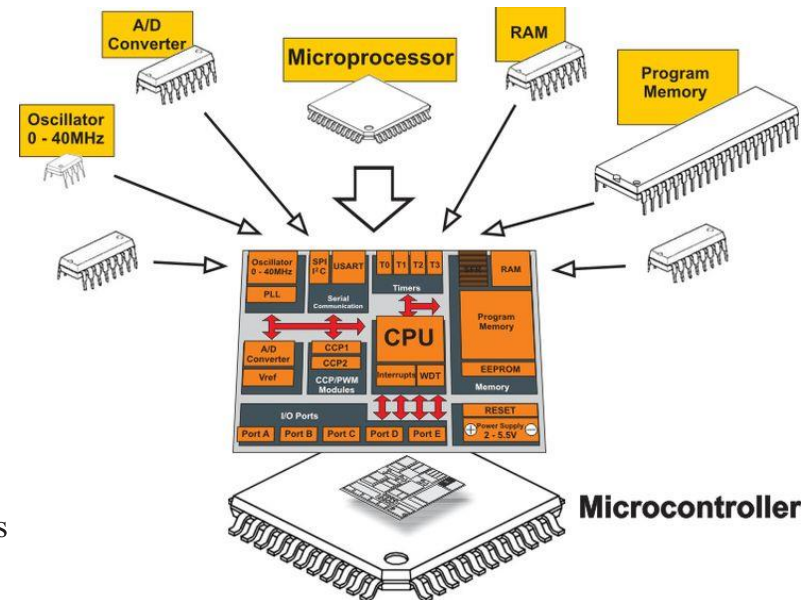 A/D
Converter
Microprocessor
RAM
Program
Memory
Oscillator
0 - 40MHz
Oscillator
0 - 40MHz
PLL
SPI
I²C
USART
Serial
Communication
T0 T1 T2 T3
Timers
SFR
RAM
Program
Memory
EEPROM
Memory
CPU
Interrupts
WDT
A/D
Converter
Vref
CCP1
CCP2
CCP/PWM
Modules
I/O Ports
Port A
Port B
Port C
Port D
Port E
RESET
Power Supply
2 - 5.5V
Microcontroller
s